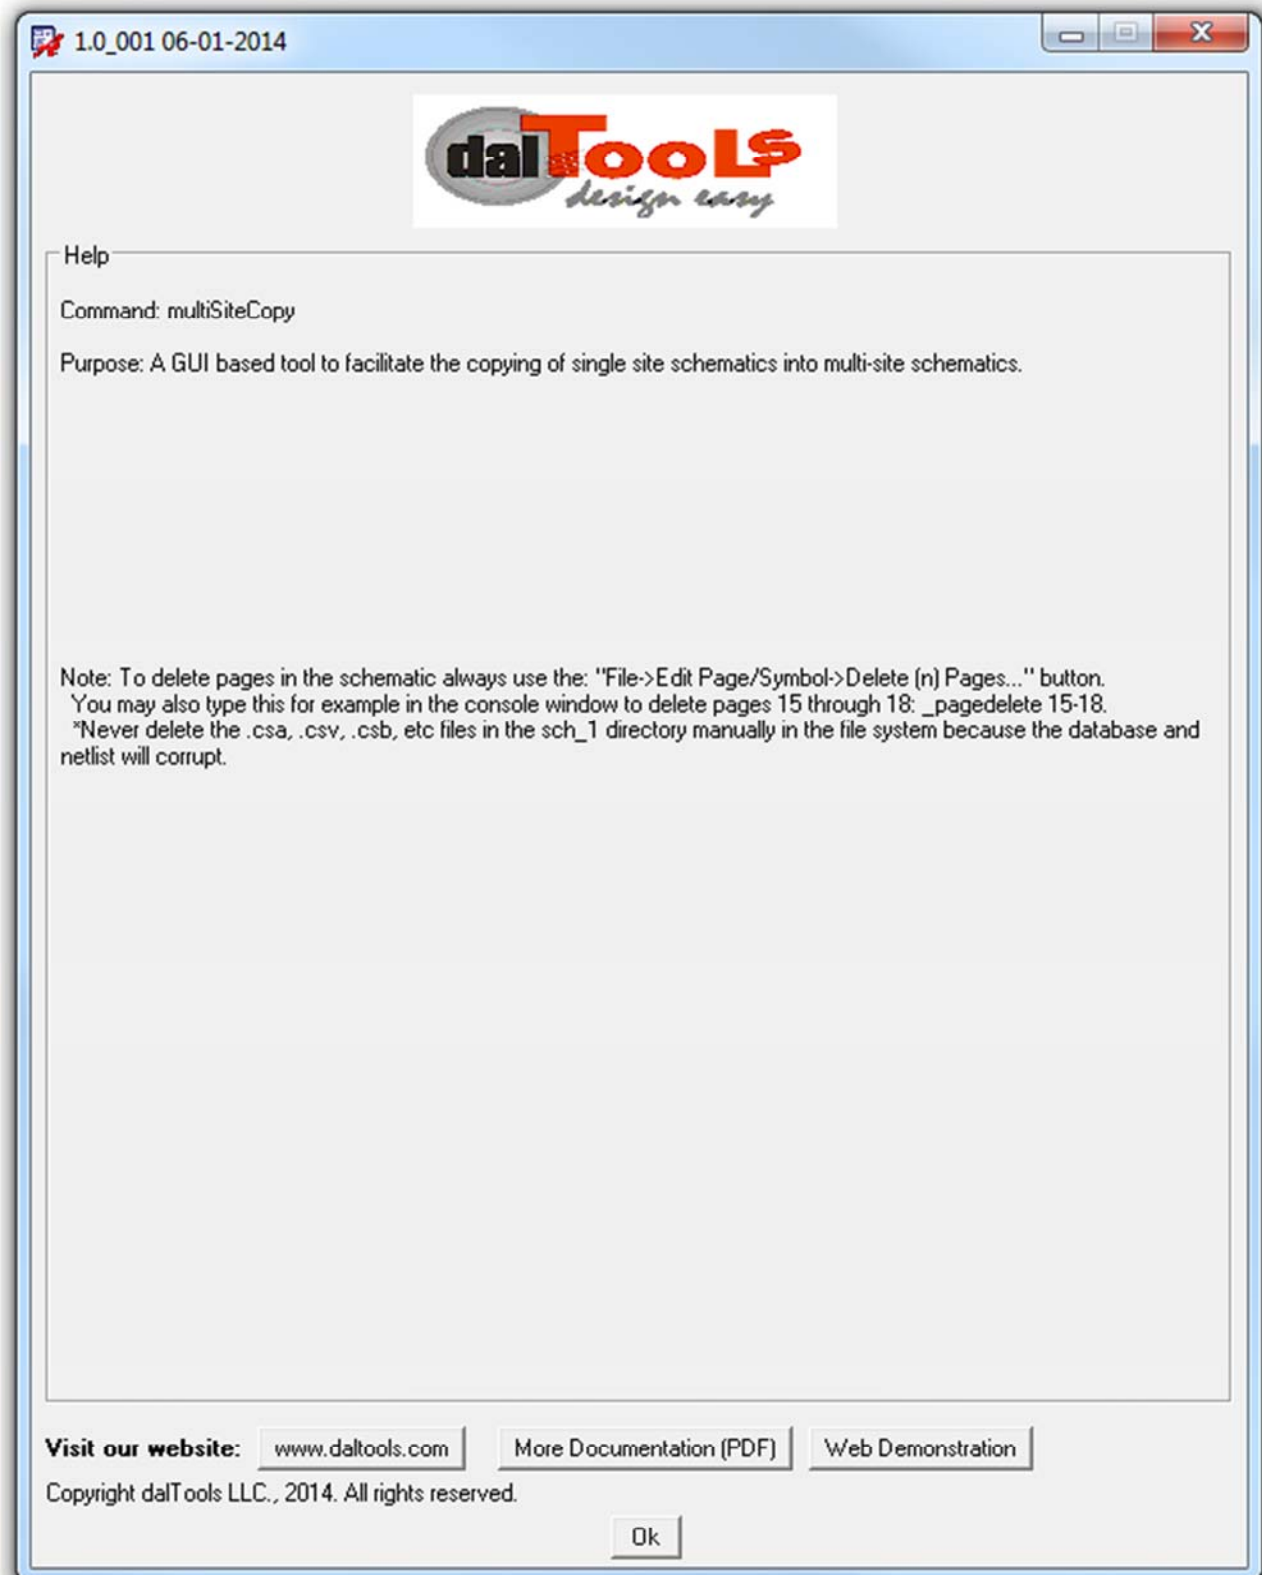 1.0_001 06-01-2014
dalTooLS
design easy
Help
Command: multiSiteCopy
Purpose: A GUI based tool to facilitate the copying of single site schematics into multi-site schematics.
Note: To delete pages in the schematic always use the: "File->Edit Page/Symbol->Delete (n) Pages..." button.
You may also type this for example in the console window to delete pages 15 through 18: _pagedelete 15-18.
*Never delete the .csa, .csv, .csb, etc files in the sch_1 directory manually in the file system because the database and
netlist will corrupt.
Visit our website: www.daltools.com More Documentation (PDF) Web Demonstration
Copyright dalTools LLC., 2014. All rights reserved.
Ok